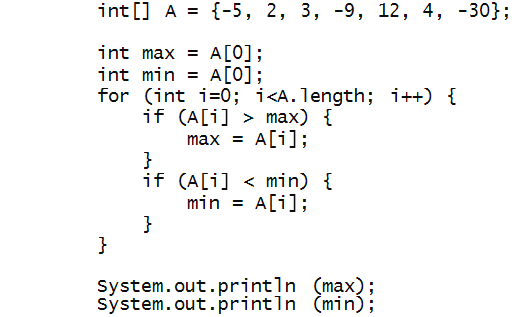 int[] A = {-5, 2, 3, -9, 12, 4, -30};
int max = A[0];
int min = A[0];
for (int i=0; i<A.length; i++) {
if (A[i] > max) {
max = A[i];
}
if (A[i] < min) {
min = A[i];
}
}
System.out.println (max);
System.out.println (min);